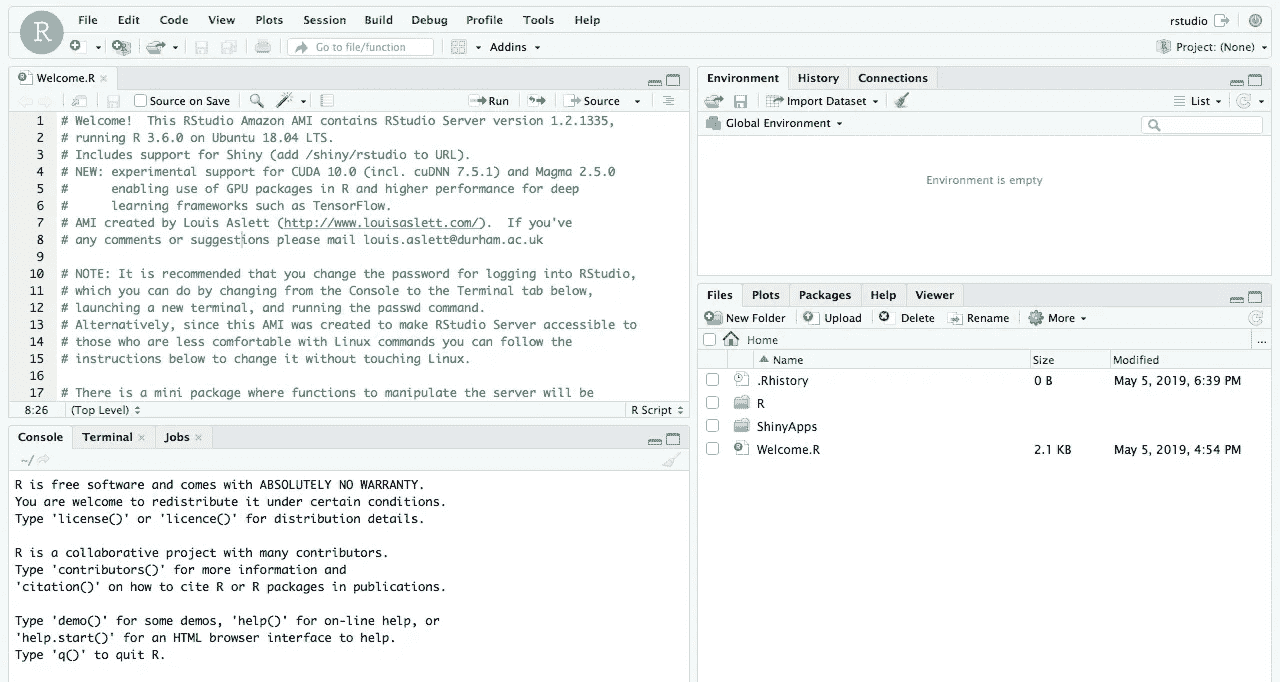 R
File Edit Code View Plots Session Build Debug Profile Tools Help
rstudio
Go to file/function
Addins
Project: (None)
Welcome.R
Source on Save
Run
Source
1 # Welcome!  This RStudio Amazon AMI contains RStudio Server version 1.2.1335,
2 # running R 3.6.0 on Ubuntu 18.04 LTS.
3 # Includes support for Shiny (add /shiny/rstudio to URL).
4 # NEW: experimental support for CUDA 10.0 (incl. cuDNN 7.5.1) and Magma 2.5.0
5 #      enabling use of GPU packages in R and higher performance for deep
6 #      learning frameworks such as TensorFlow.
7 # AMI created by Louis Aslett (http://www.louisaslett.com/).  If you've
8 # any comments or suggestions please mail louis.aslett@durham.ac.uk
9
10 # NOTE: It is recommended that you change the password for logging into RStudio,
11 # which you can do by changing from the Console to the Terminal tab below,
12 # launching a new terminal, and running the passwd command.
13 # Alternatively, since this AMI was created to make RStudio Server accessible to
14 # those who are less comfortable with Linux commands you can follow the
15 # instructions below to change it without touching Linux.
16
17 # There is a mini package where functions to manipulate the server will be
8:26 (Top Level) R Script
Console Terminal Jobs
~/
R is free software and comes with ABSOLUTELY NO WARRANTY.
You are welcome to redistribute it under certain conditions.
Type 'license()' or 'licence()' for distribution details.

R is a collaborative project with many contributors.
Type 'contributors()' for more information and
'citation()' on how to cite R or R packages in publications.

Type 'demo()' for some demos, 'help()' for on-line help, or
'help.start()' for an HTML browser interface to help.
Type 'q()' to quit R.
Environment History Connections
Import Dataset List
Global Environment
Environment is empty
Files Plots Packages Help Viewer
New Folder Upload Delete Rename More
Home ...
Name Size Modified
.Rhistory 0 B May 5, 2019, 6:39 PM
R
ShinyApps
Welcome.R 2.1 KB May 5, 2019, 4:54 PM